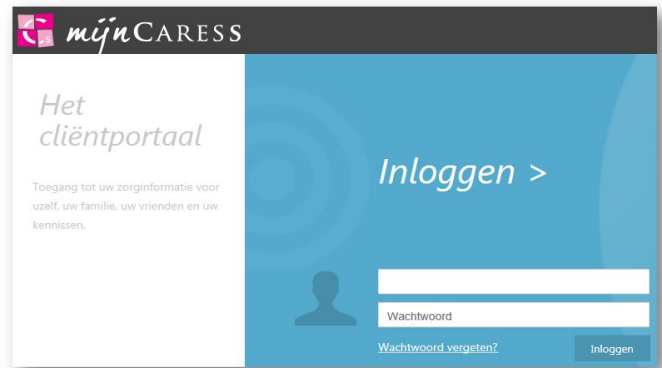 mijnCARESS
Het
cliëntportaal
Toegang tot uw zorginformatie voor
uzelf, uw familie, uw vrienden en uw
kennissen.
Inloggen >
Wachtwoord
Wachtwoord vergeten?
Inloggen